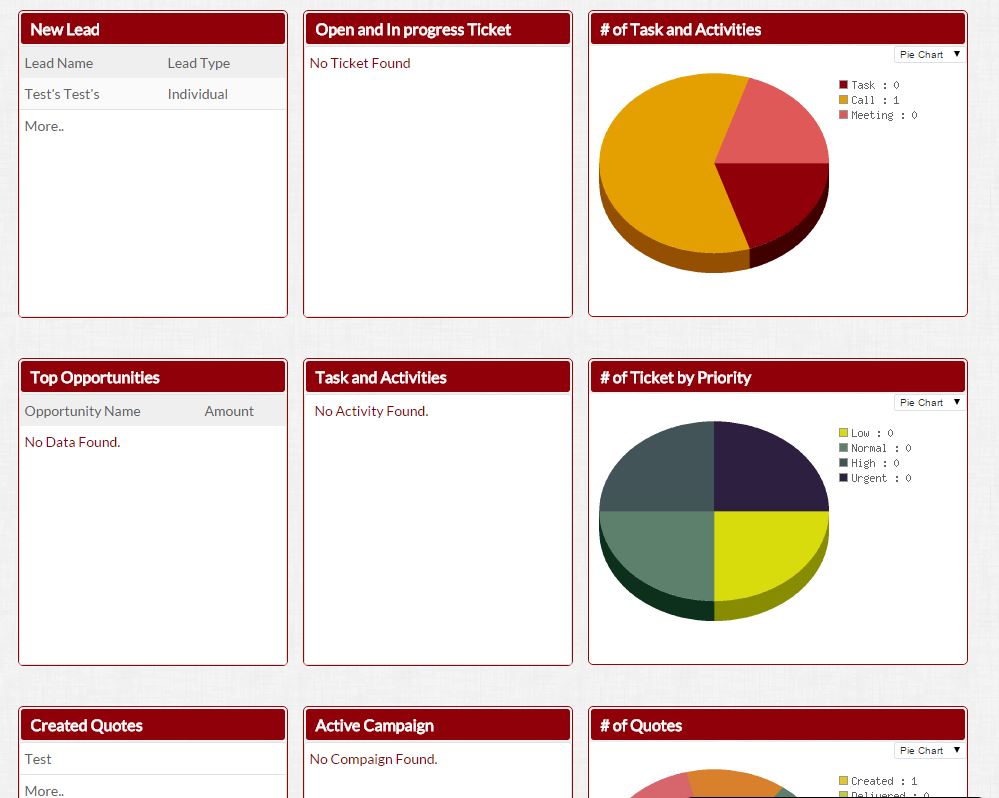 New Lead
Lead Name Lead Type
Test's Test's Individual
More..
Open and In progress Ticket
No Ticket Found
# of Task and Activities
Pie Chart
Task : 0
Call : 1
Meeting : 0
Top Opportunities
Opportunity Name Amount
No Data Found.
Task and Activities
No Activity Found.
# of Ticket by Priority
Pie Chart
Low : 0
Normal : 0
High : 0
Urgent : 0
Created Quotes
Test
More..
Active Campaign
No Compaign Found.
# of Quotes
Pie Chart
Created : 1
Delivered : 0